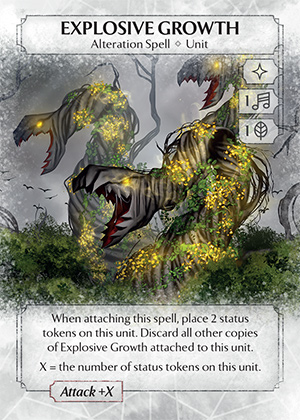 EXPLOSIVE GROWTH
Alteration Spell ⟡ Unit
1
1
When attaching this spell, place 2 status
tokens on this unit. Discard all other copies
of Explosive Growth attached to this unit.
X = the number of status tokens on this unit.
Attack +X